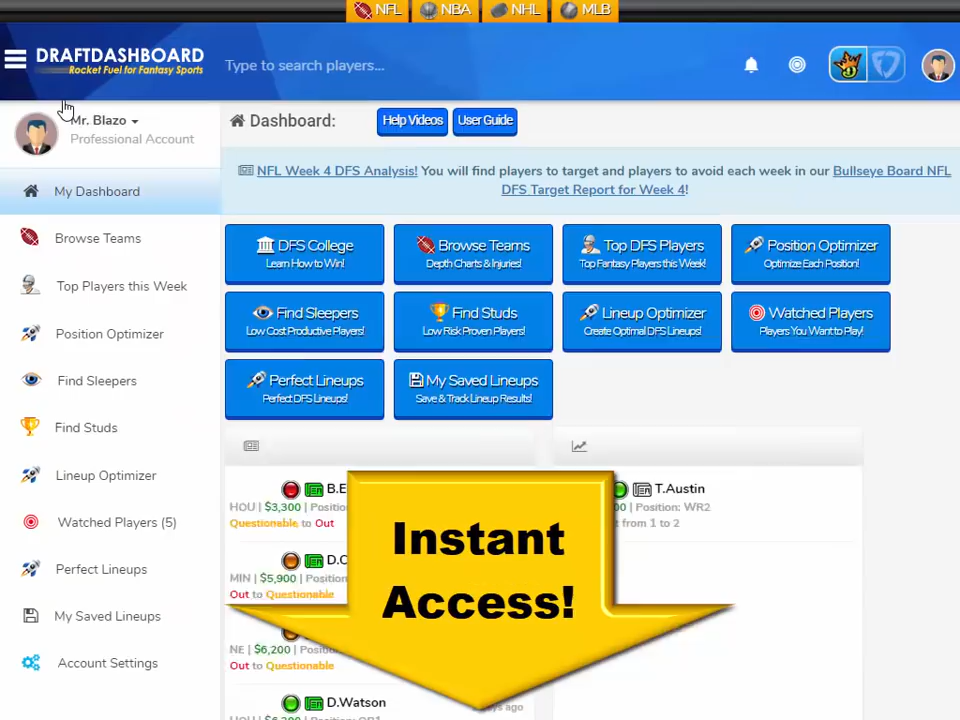 NFL NBA NHL MLB
DRAFTDASHBOARD
Rocket Fuel for Fantasy Sports
Type to search players...
Mr. Blazo
Professional Account
My Dashboard
Browse Teams
Top Players this Week
Position Optimizer
Find Sleepers
Find Studs
Lineup Optimizer
Watched Players (5)
Perfect Lineups
My Saved Lineups
Account Settings
Dashboard:
Help Videos
User Guide
NFL Week 4 DFS Analysis! You will find players to target and players to avoid each week in our Bullseye Board NFL
DFS Target Report for Week 4!
DFS College
Learn How to Win!
Browse Teams
Depth Charts & Injuries!
Top DFS Players
Top Fantasy Players this Week!
Position Optimizer
Optimize Each Position!
Find Sleepers
Low Cost Productive Players!
Find Studs
Low Risk Proven Players!
Lineup Optimizer
Create Optimal DFS Lineups!
Watched Players
Players You Want to Play!
Perfect Lineups
Perfect DFS Lineups!
My Saved Lineups
Save & Track Lineup Results!
HOU | $3,300 |
Questionable to Out
MIN | $5,900 |
Out to Questionable
NE | $6,200 |
Out to Questionable
D.Watson
ago
T.Austin
| Position: WR2
from 1 to 2
Instant
Access!